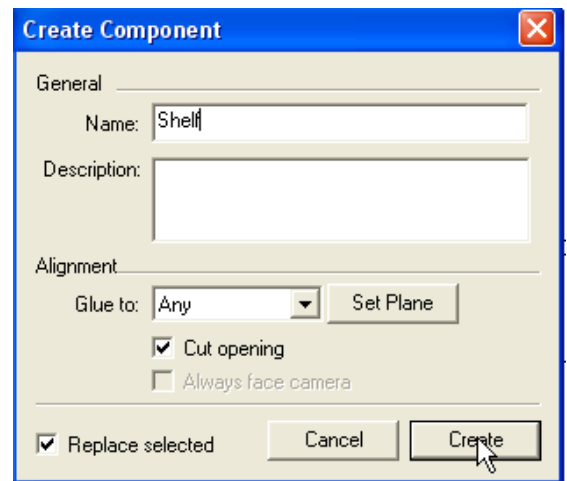 Create Component
General
Name: Shelf
Description:
Alignment
Glue to: Any Set Plane
Cut opening
Always face camera
Replace selected Cancel Create